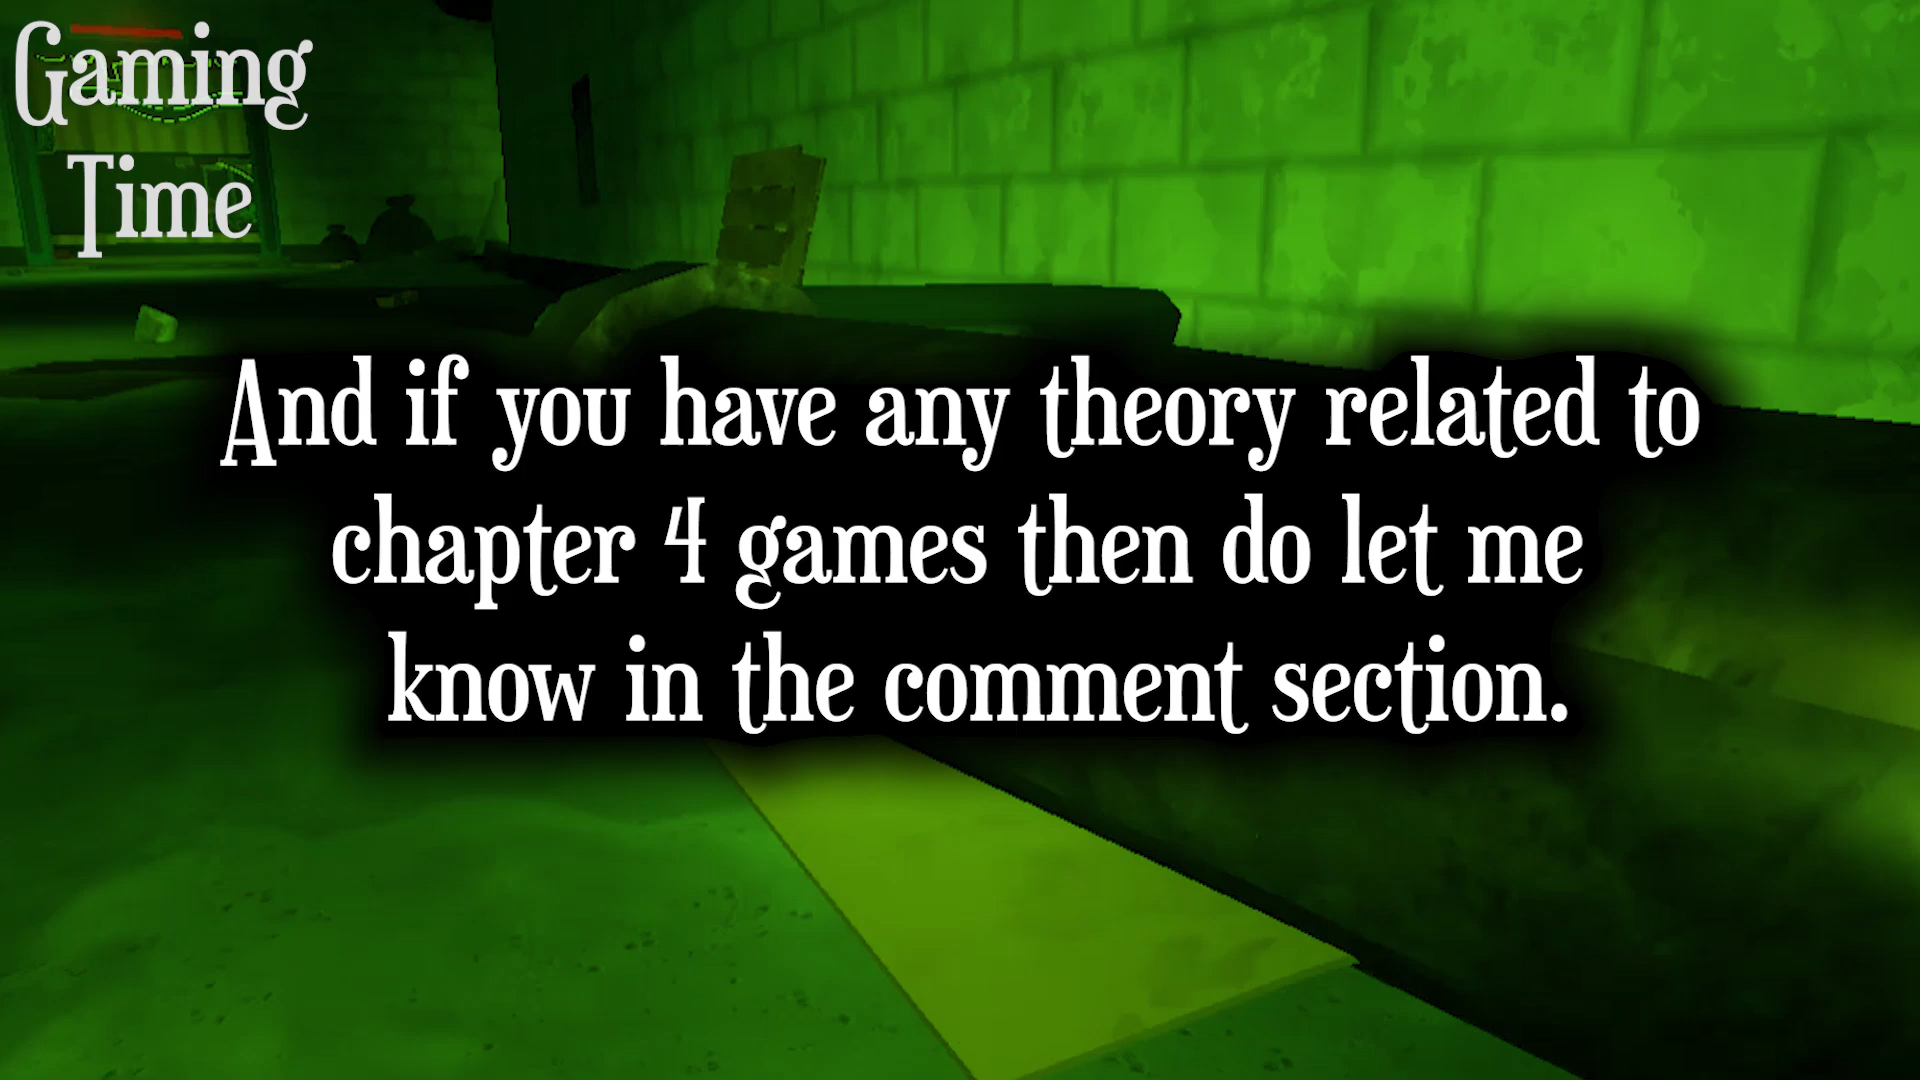 Gaming
Time
And if you have any theory related to
chapter 4 games then do let me
know in the comment section.